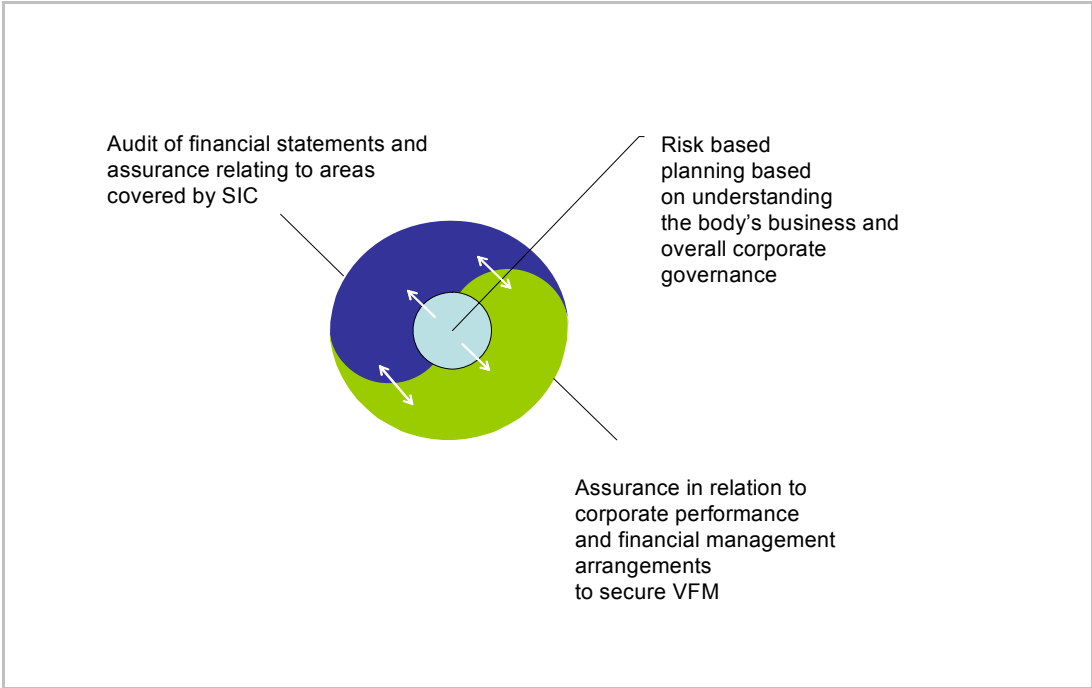 Audit of financial statements and
assurance relating to areas
covered by SIC
Risk based
planning based
on understanding
the body’s business and
overall corporate
governance
Assurance in relation to
corporate performance
and financial management
arrangements
to secure VFM